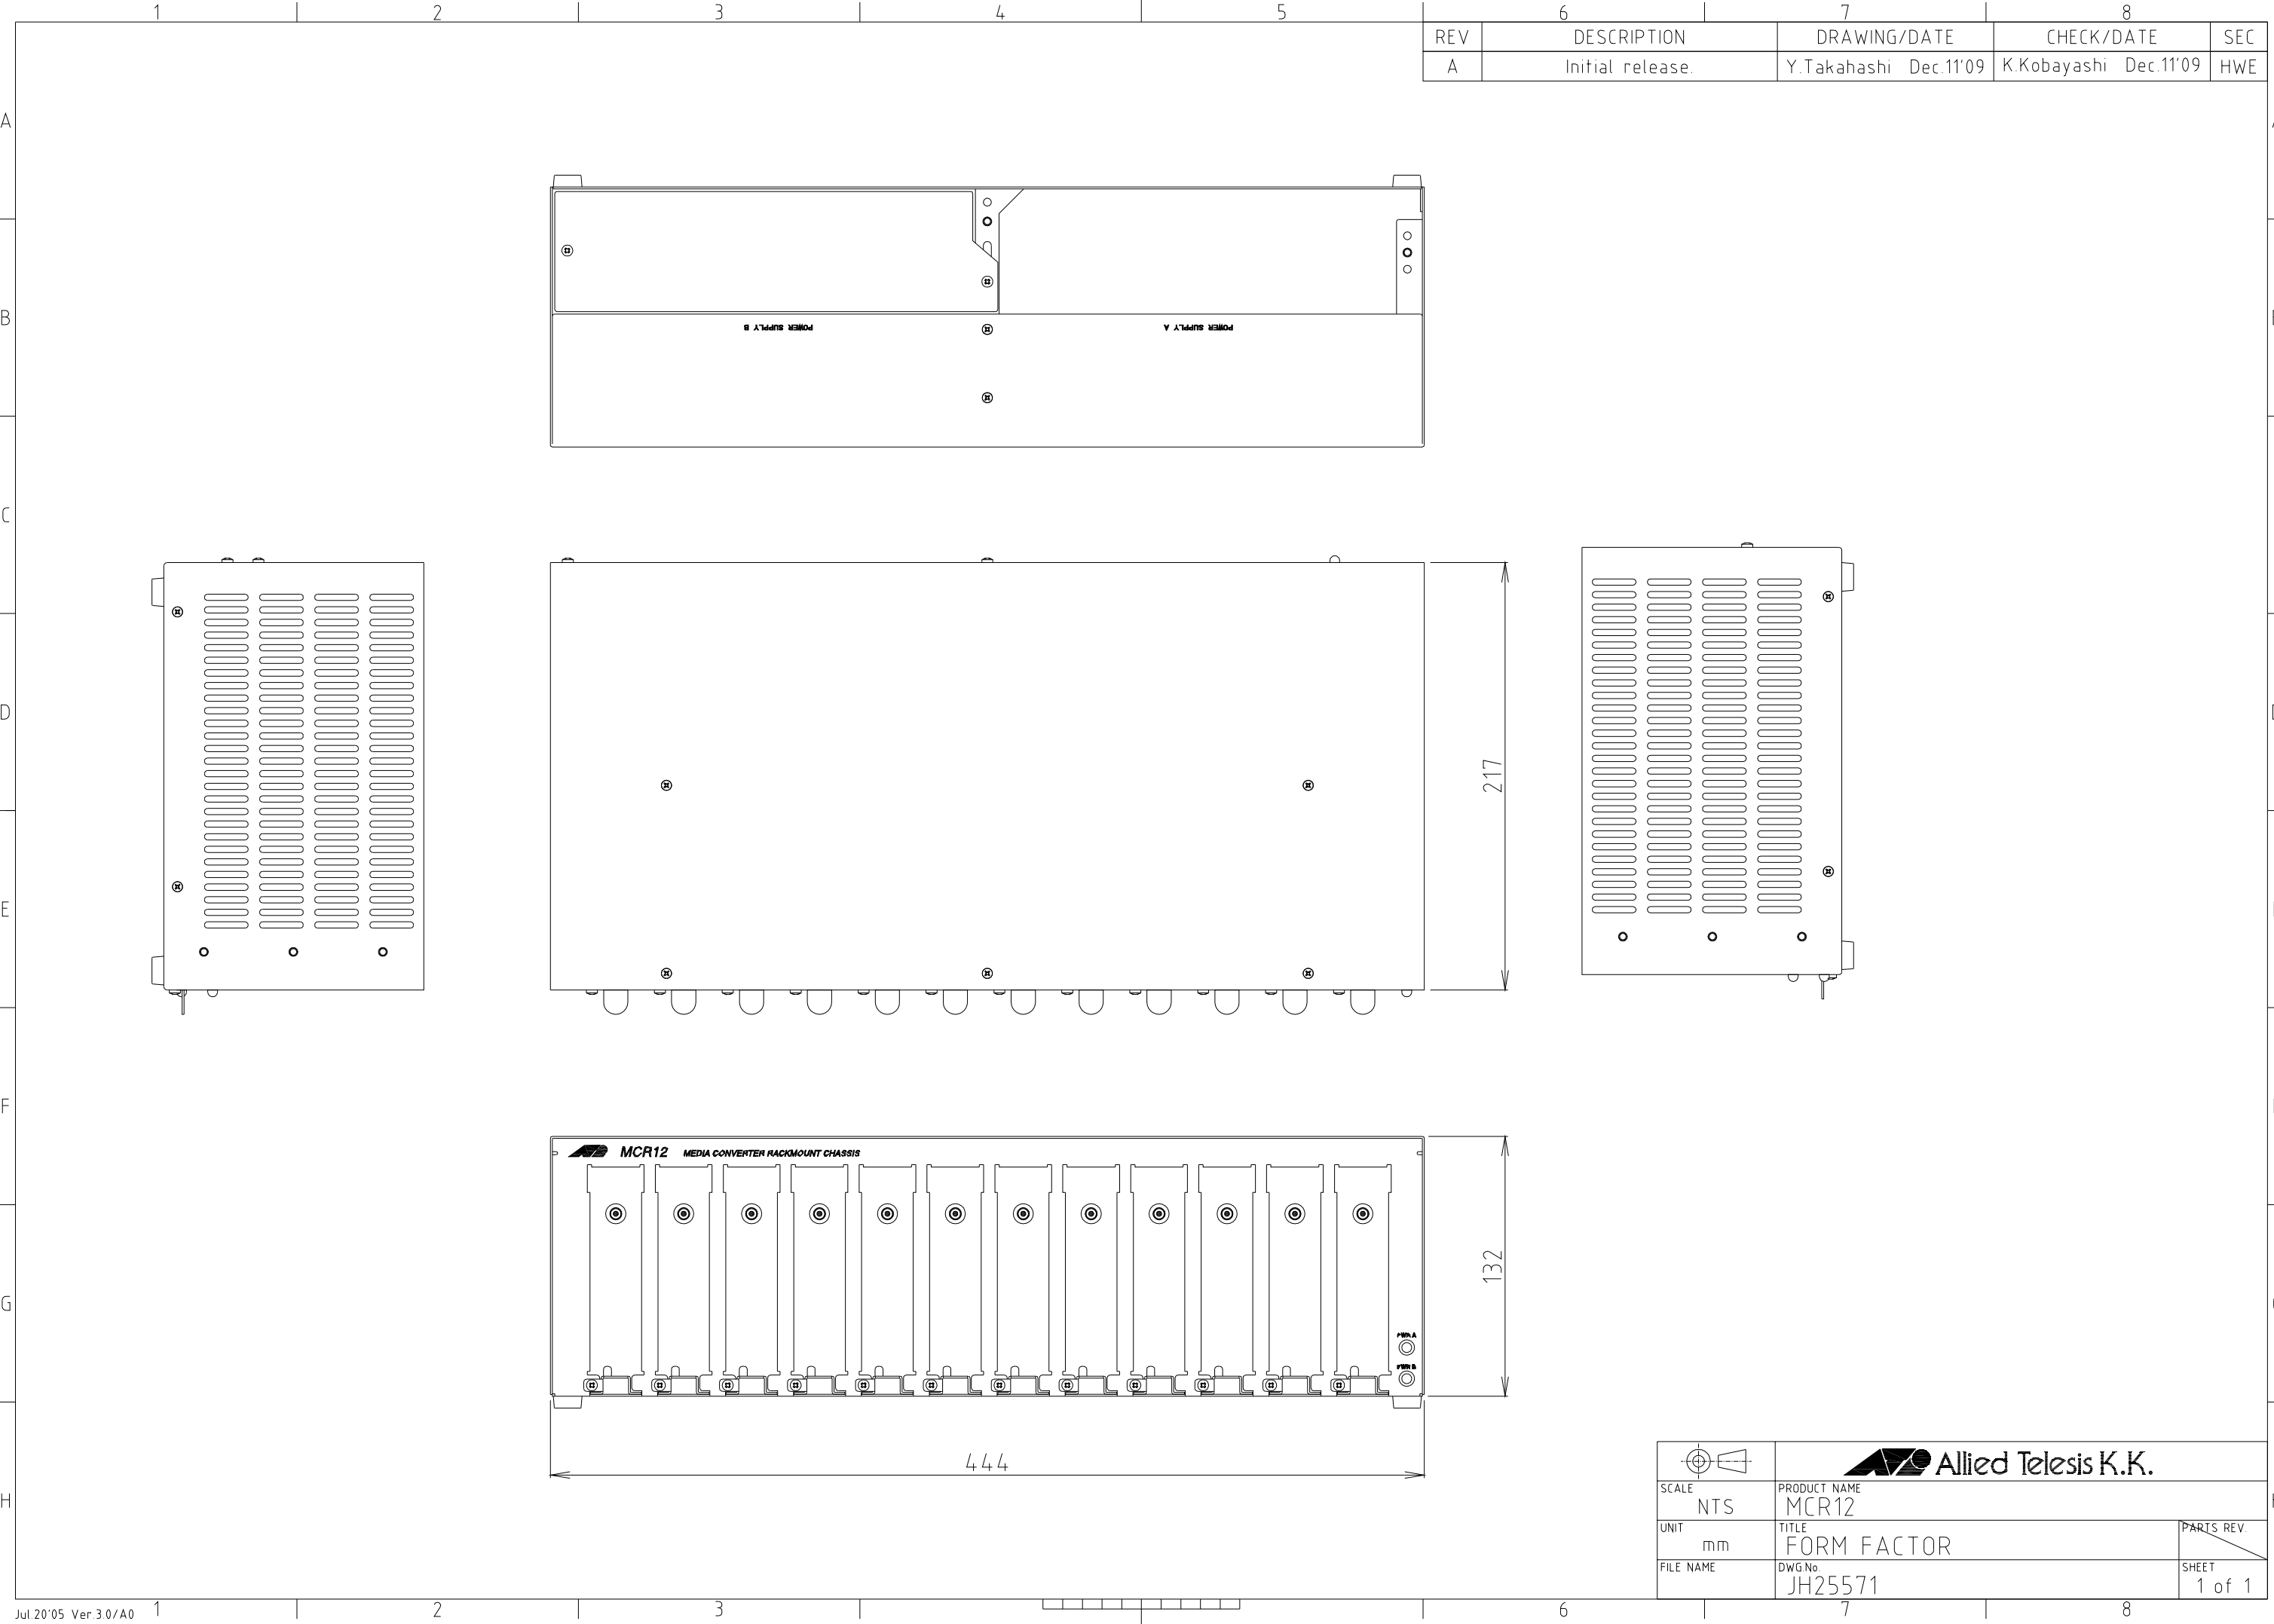 1 2 3 4 5 6 7 8
REV DESCRIPTION DRAWING/DATE CHECK/DATE SEC
A Initial release. Y.Takahashi Dec.11'09 K.Kobayashi Dec.11'09 HWE
A
B
POWER SUPPLY B POWER SUPPLY A
C
D
217
E
F
MCR12 MEDIA CONVERTER RACKMOUNT CHASSIS
G
132
PWR A
PWR B
444
H
Allied Telesis K.K.
SCALE
NTS
PRODUCT NAME
MCR12
UNIT
mm
TITLE
FORM FACTOR
PARTS REV.
FILE NAME
DWG.No.
JH25571
SHEET
1 of 1
Jul.20'05 Ver.3.0/A0
1 2 3 6 7 8